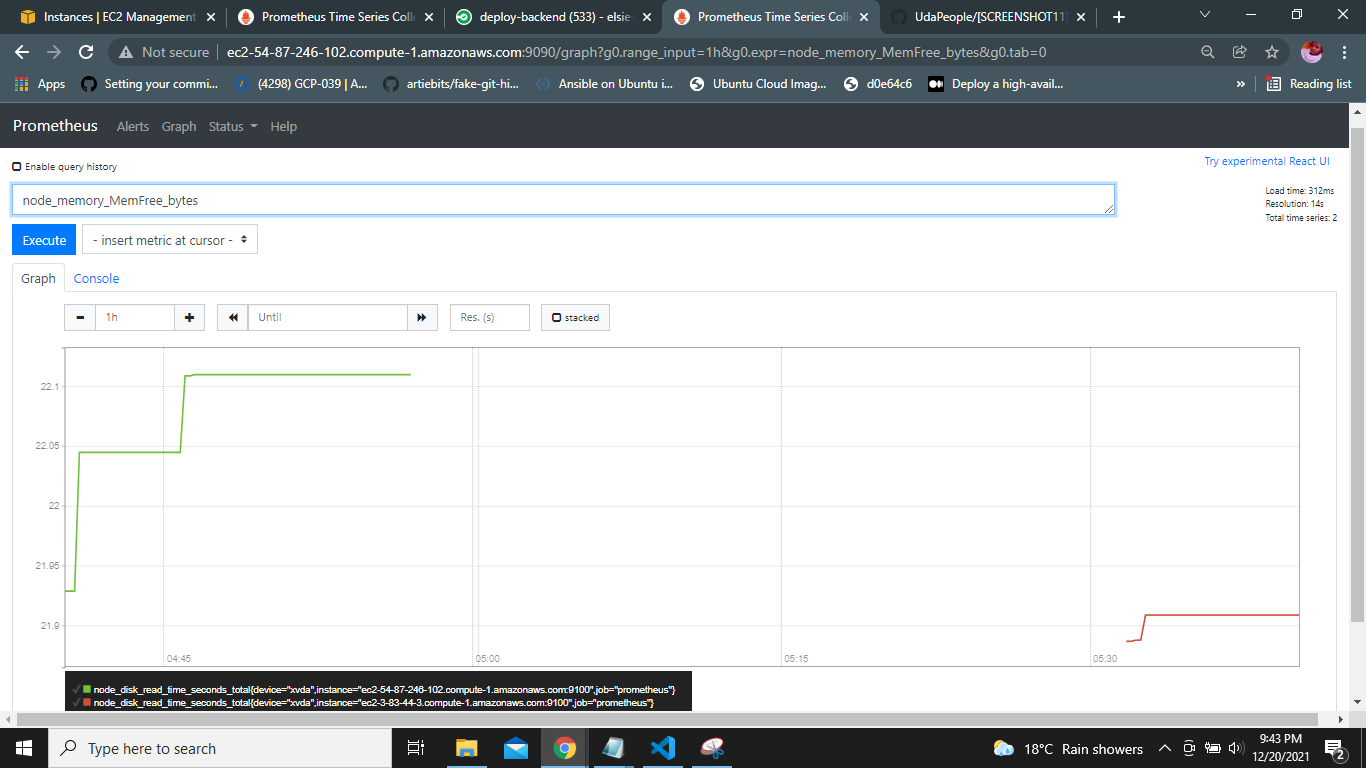 Instances | EC2 Management
Prometheus Time Series Colle
deploy-backend (533) - elsie-
Prometheus Time Series Colle
UdaPeople/[SCREENSHOT11]
Not secure
ec2-54-87-246-102.compute-1.amazonaws.com:9090/graph?g0.range_input=1h&g0.expr=node_memory_MemFree_bytes&g0.tab=0
Apps
Setting your commi...
(4298) GCP-039 | A...
artiebits/fake-git-hi...
Ansible on Ubuntu i...
Ubuntu Cloud Imag...
d0e64c6
Deploy a high-avail...
»
Reading list
Prometheus
Alerts
Graph
Status
Help
Enable query history
Try experimental React UI
node_memory_MemFree_bytes
Load time: 312ms
Resolution: 14s
Total time series: 2
Execute
- insert metric at cursor -
Graph
Console
1h
Until
Res. (s)
stacked
22.1
22.05
22
21.95
21.9
04:45
05:00
05:15
05:30
node_disk_read_time_seconds_total{device="xvda",instance="ec2-54-87-246-102.compute-1.amazonaws.com:9100",job="prometheus"}
node_disk_read_time_seconds_total{device="xvda",instance="ec2-3-83-44-3.compute-1.amazonaws.com:9100",job="prometheus"}
Type here to search
18°C Rain showers
9:43 PM
12/20/2021
2